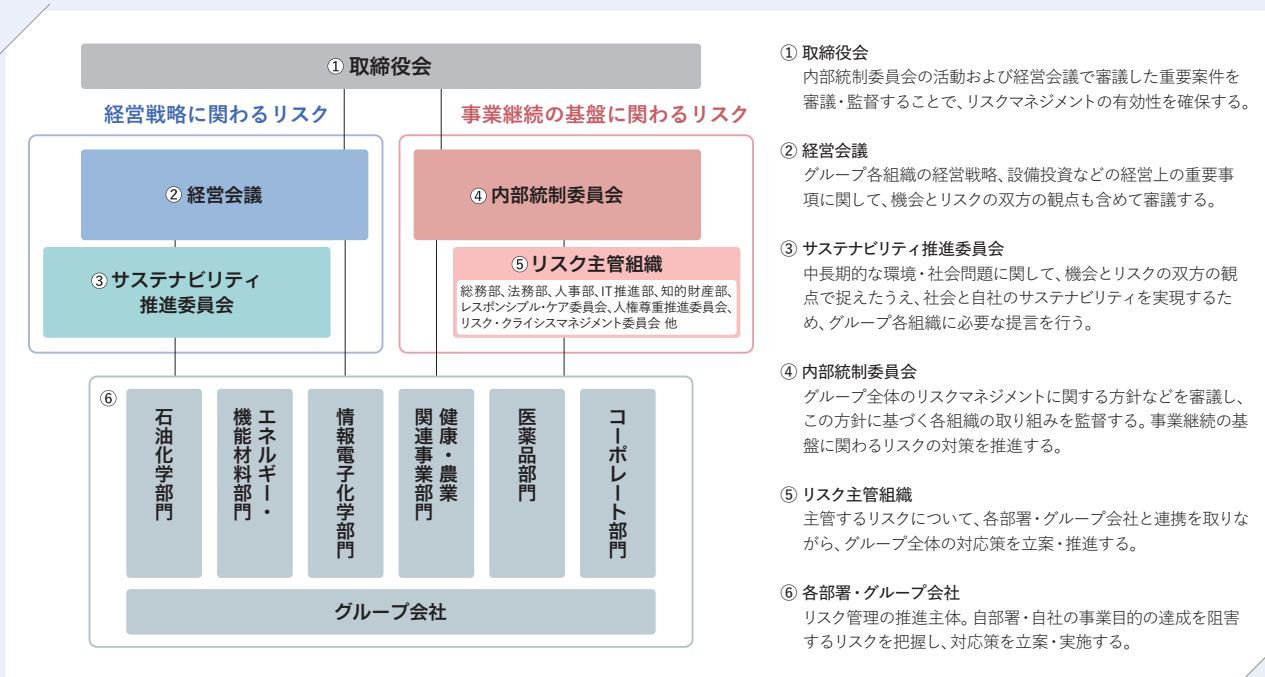 ① 取締役会
経営戦略に関わるリスク
事業継続の基盤に関わるリスク
② 経営会議
③ サステナビリティ
推進委員会
④ 内部統制委員会
⑤ リスク主管組織
総務部、法務部、人事部、IT推進部、知的財産部、
レスポンシブル・ケア委員会、人権尊重推進委員会、
リスク・クライシスマネジメント委員会 他
⑥
石油化学部門
エネルギー・
機能材料部門
情報電子化学部門
健康・農業
関連事業部門
医薬品部門
コーポレート部門
グループ会社
① 取締役会
内部統制委員会の活動および経営会議で審議した重要案件を
審議・監督することで、リスクマネジメントの有効性を確保する。
② 経営会議
グループ各組織の経営戦略、設備投資などの経営上の重要事
項に関して、機会とリスクの双方の観点も含めて審議する。
③ サステナビリティ推進委員会
中長期的な環境・社会問題に関して、機会とリスクの双方の観
点で捉えたうえ、社会と自社のサステナビリティを実現するた
め、グループ各組織に必要な提言を行う。
④ 内部統制委員会
グループ全体のリスクマネジメントに関する方針などを審議し、
この方針に基づく各組織の取り組みを監督する。事業継続の基
盤に関わるリスクの対策を推進する。
⑤ リスク主管組織
主管するリスクについて、各部署・グループ会社と連携を取りな
がら、グループ全体の対応策を立案・推進する。
⑥ 各部署・グループ会社
リスク管理の推進主体。自部署・自社の事業目的の達成を阻害
するリスクを把握し、対応策を立案・実施する。